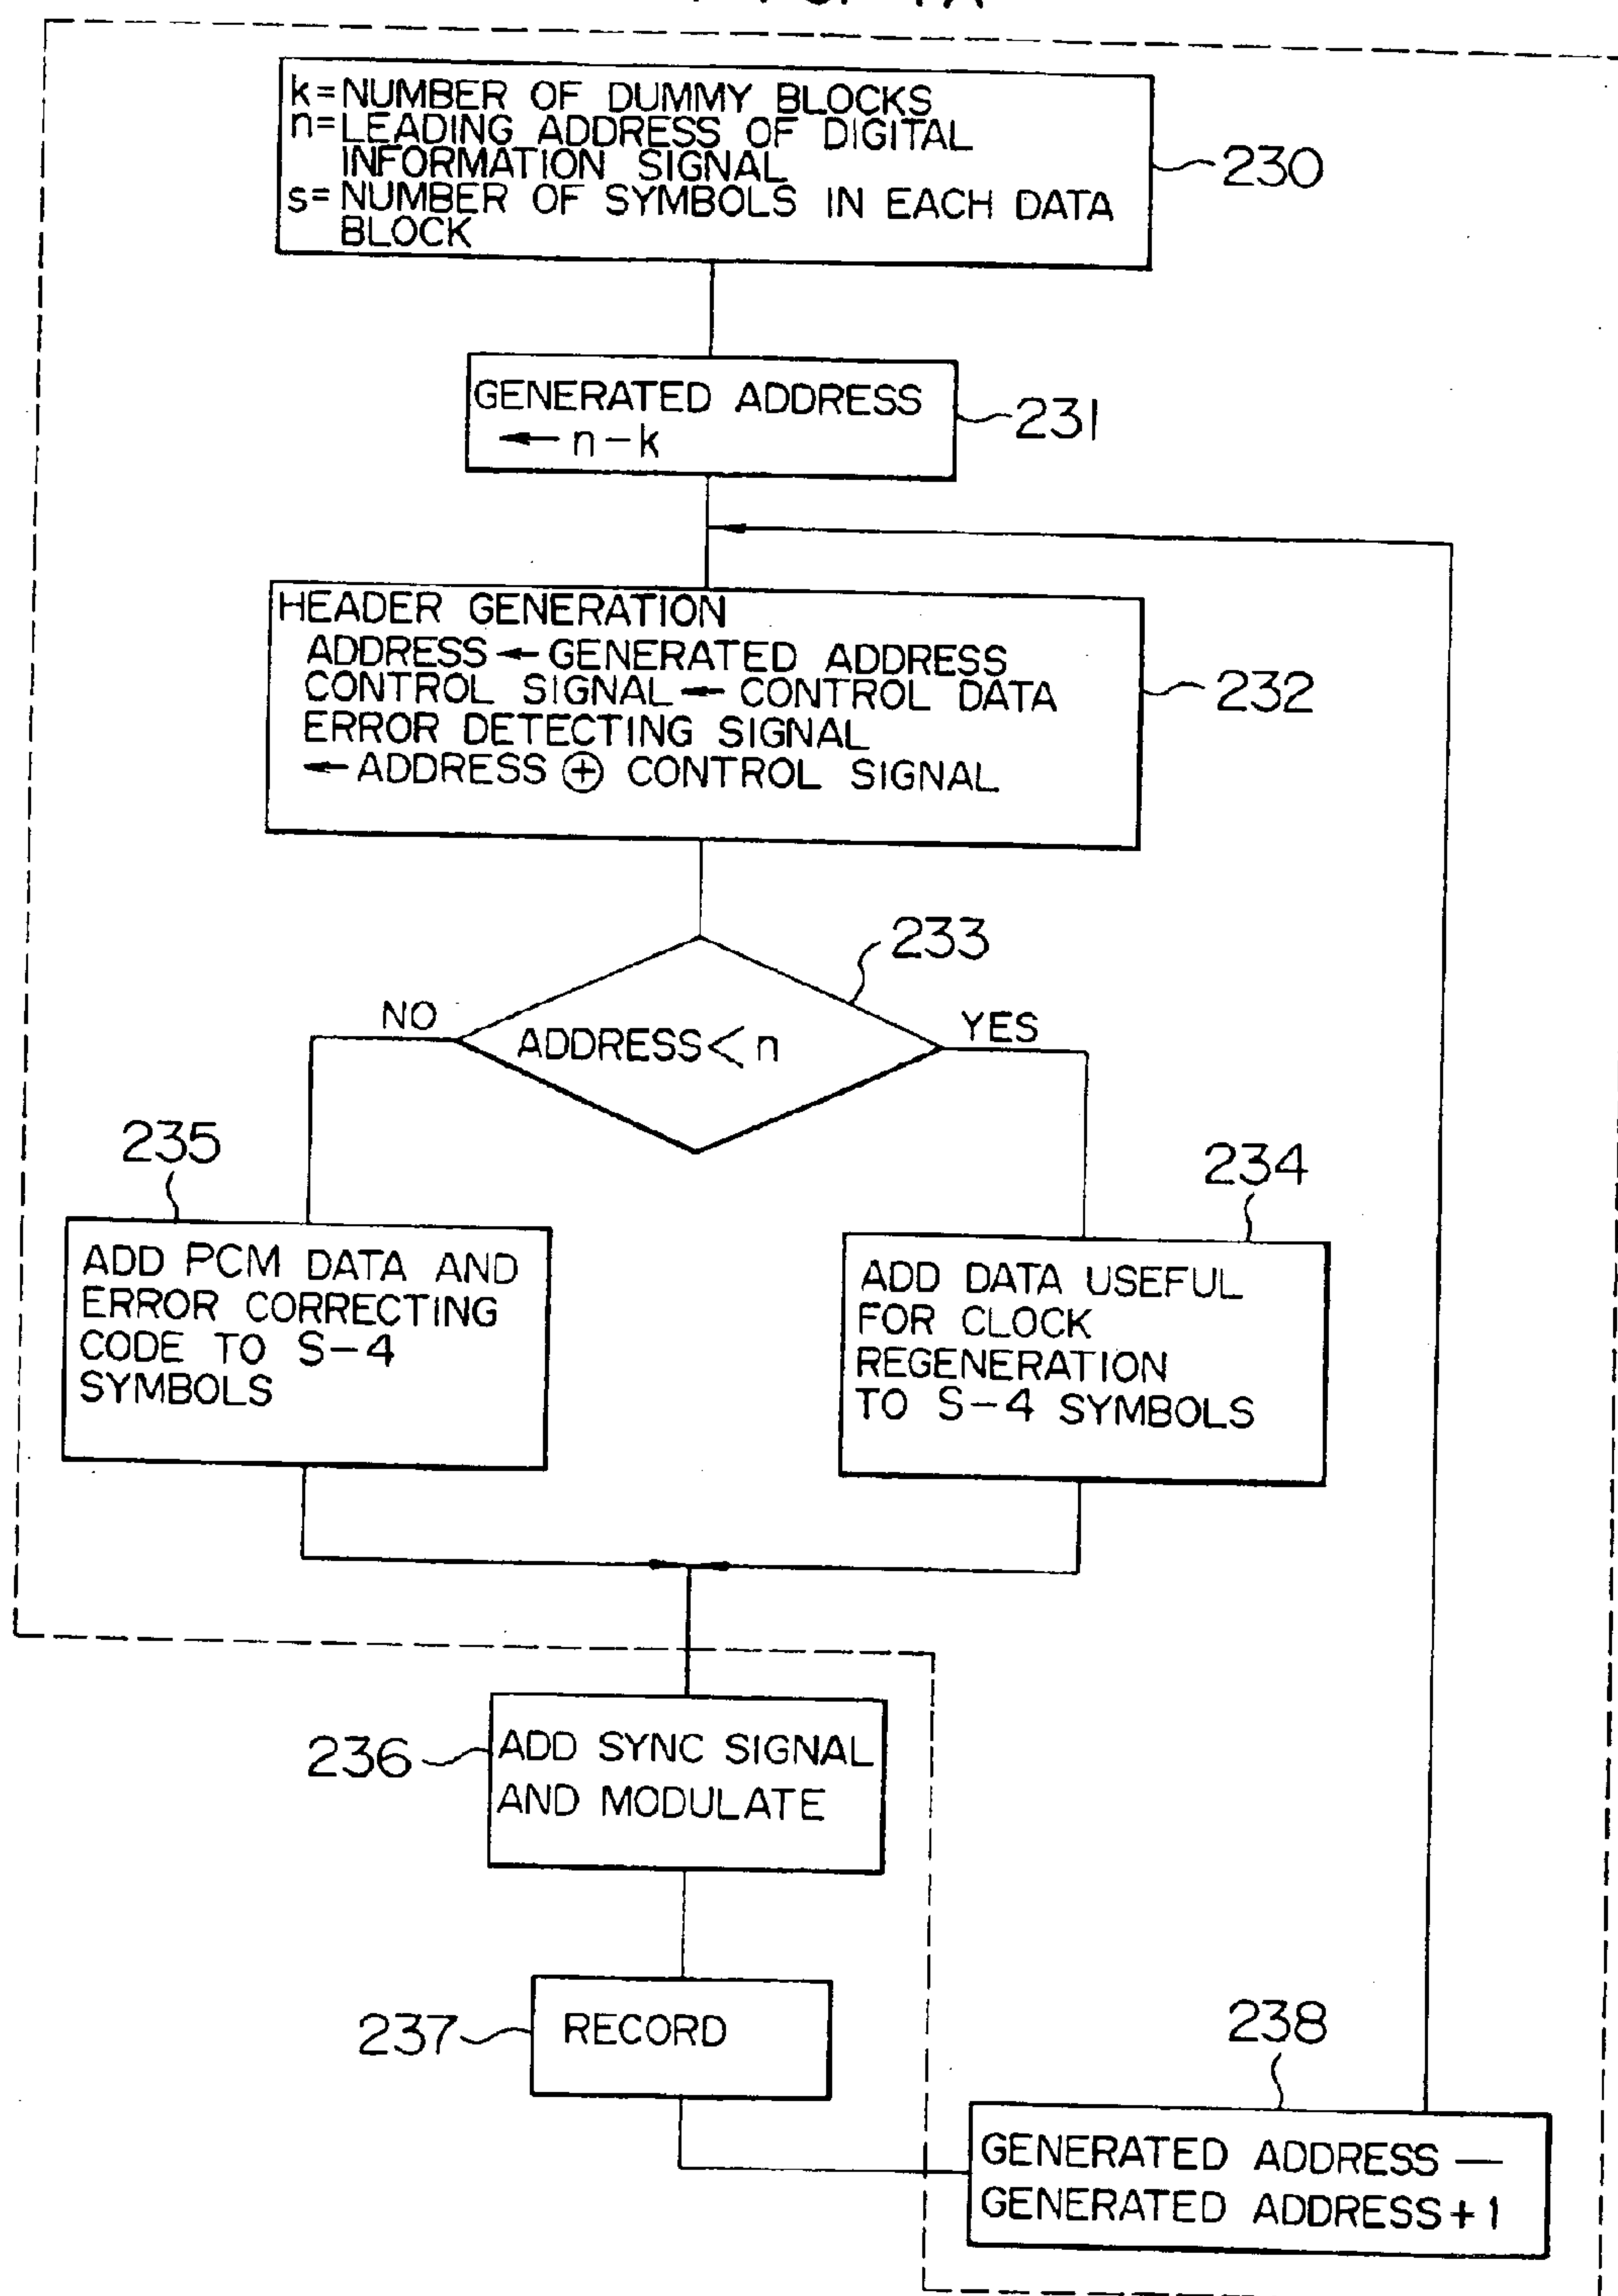 k=NUMBER OF DUMMY BLOCKS
n=LEADING ADDRESS OF DIGITAL
INFORMATION SIGNAL
s=NUMBER OF SYMBOLS IN EACH DATA
BLOCK
230
GENERATED ADDRESS
← n-k
231
HEADER GENERATION
ADDRESS ← GENERATED ADDRESS
CONTROL SIGNAL ← CONTROL DATA
ERROR DETECTING SIGNAL
← ADDRESS ⊕ CONTROL SIGNAL
232
233
NO
ADDRESS < n
YES
235
234
ADD PCM DATA AND
ERROR CORRECTING
CODE TO S-4
SYMBOLS
ADD DATA USEFUL
FOR CLOCK
REGENERATION
TO S-4 SYMBOLS
236
ADD SYNC SIGNAL
AND MODULATE
237
RECORD
238
GENERATED ADDRESS —
GENERATED ADDRESS+1